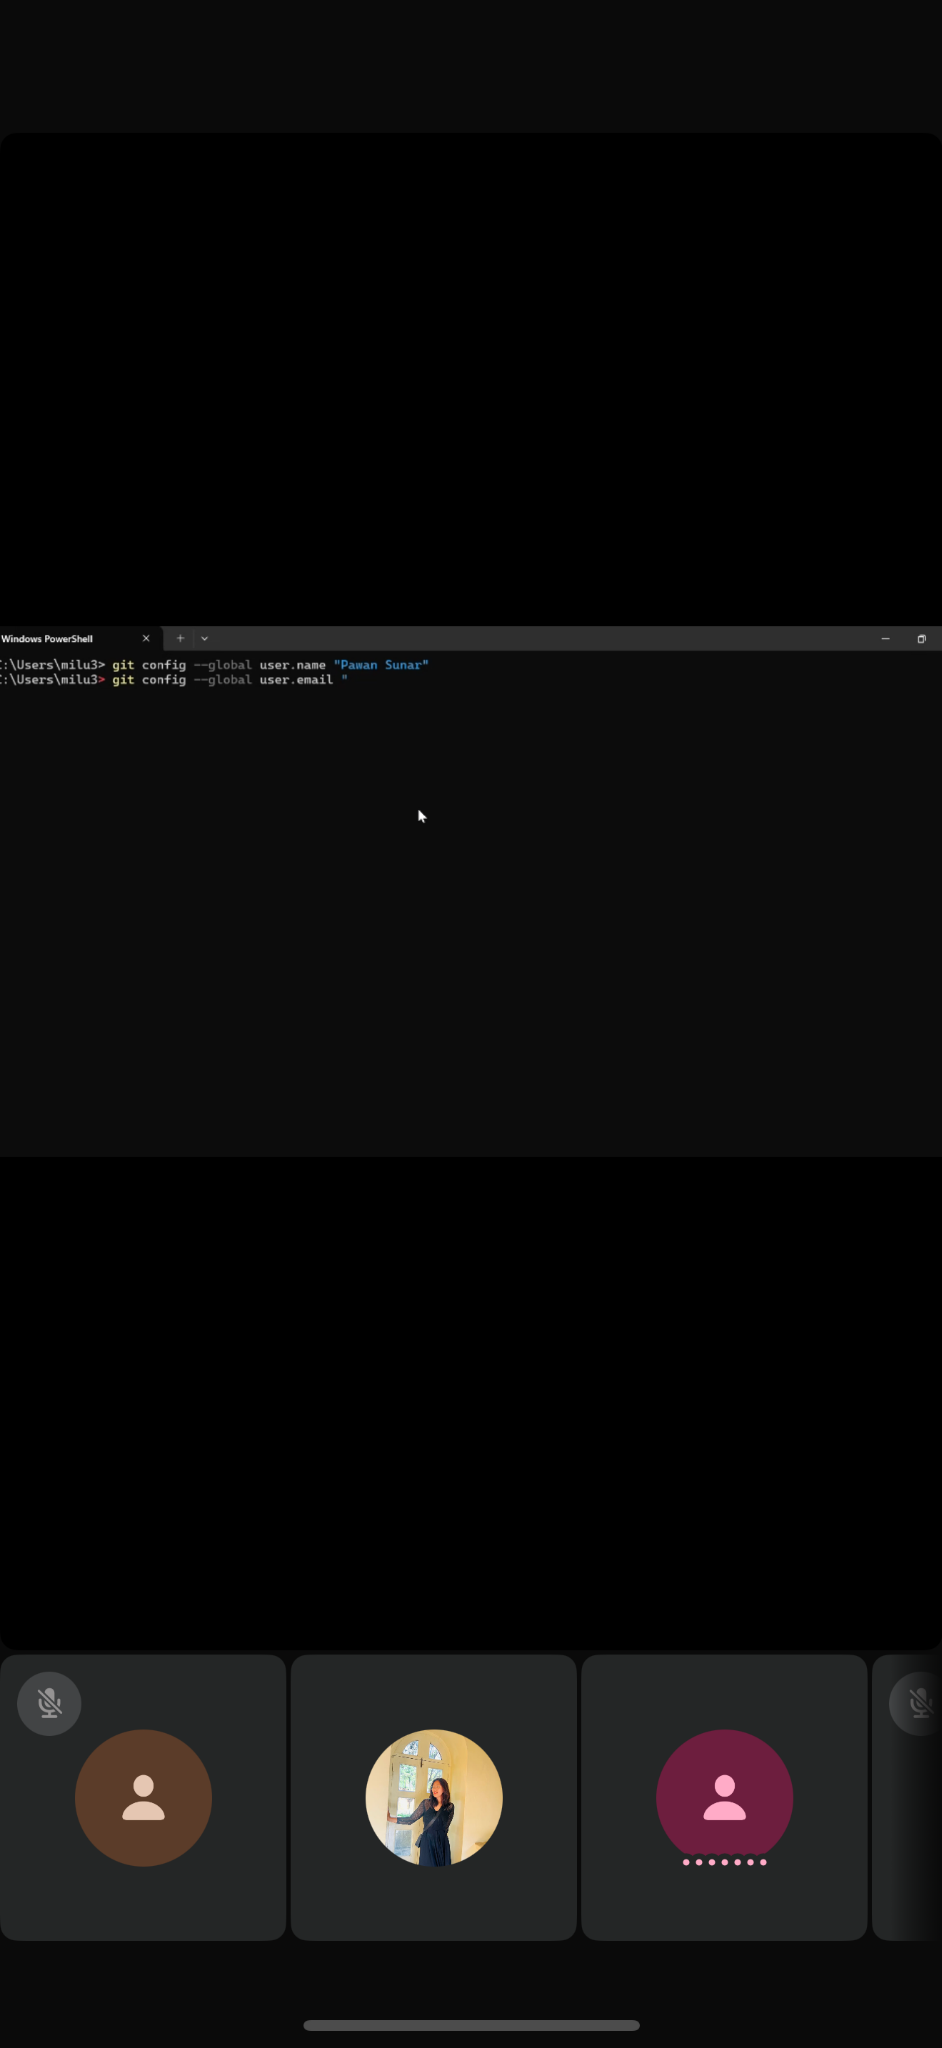 Windows PowerShell
:\Users\milu3> git config --global user.name "Pawan Sunar"
:\Users\milu3> git config --global user.email "